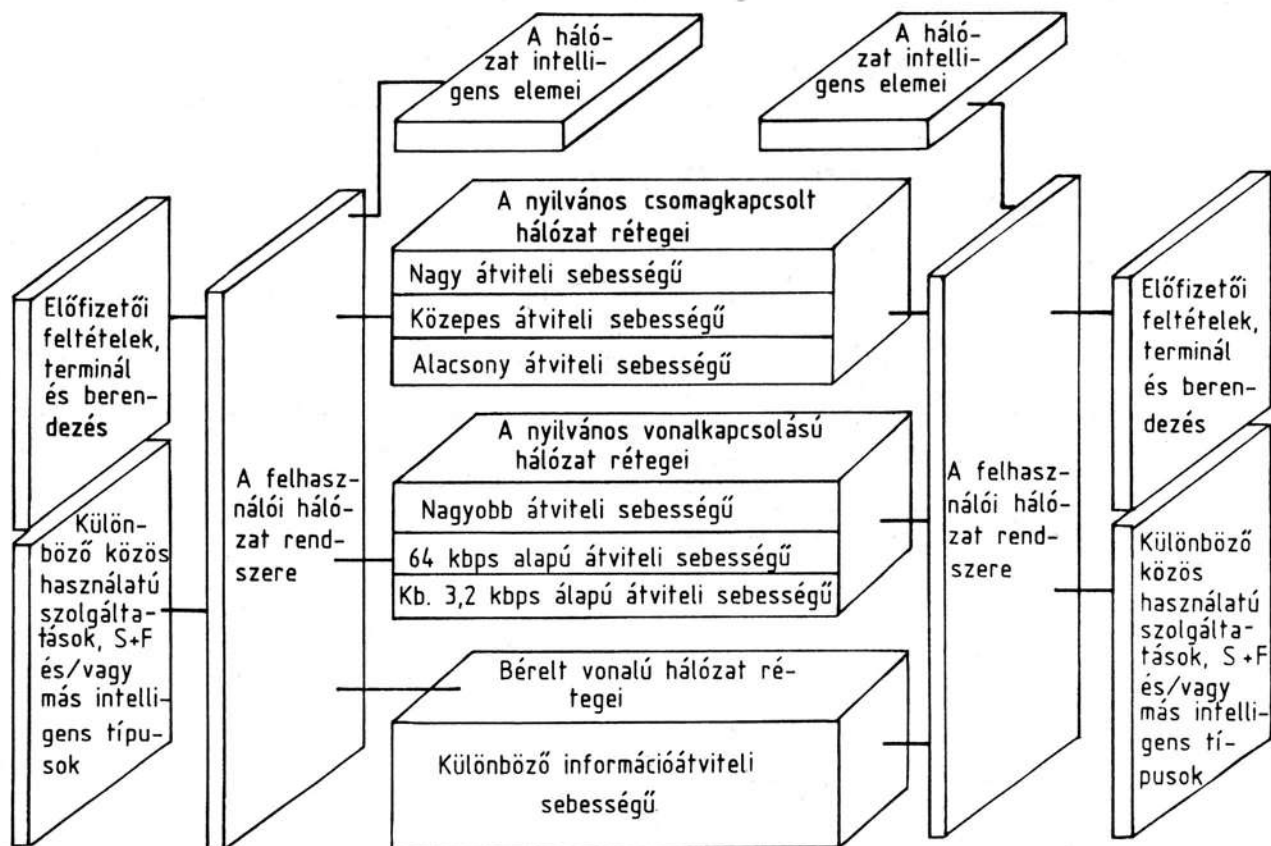 A háló-
zat intelli-
gens elemei
A háló-
zat intelli-
gens elemei
Előfizetői
feltételek,
terminál
és beren-
dezés
Külön-
böző közös
használatú
szolgálta-
tások, S+F
és/vagy
más intelli-
gens típu-
sok
A felhasz-
nálói háló-
zat rend-
szere
A nyilvános csomagkapcsolt
hálózat rétegei
Nagy átviteli sebességű
Közepes átviteli sebességű
Alacsony átviteli sebességű
A nyilvános vonalkapcsolású
hálózat rétegei
Nagyobb átviteli sebességű
64 kbps alapú átviteli sebességű
Kb. 3,2 kbps álapú átviteli sebességű
Bérelt vonalú hálózat ré-
tegei
Különböző információátviteli
sebességű
A felhasz-
nálói háló-
zat rend-
szere
Előfizetői
feltételek,
terminál
és beren-
dezés
Különböző
közös
használatú
szolgálta-
tások, S+F
és/vagy
más intelli-
gens tí-
pusok